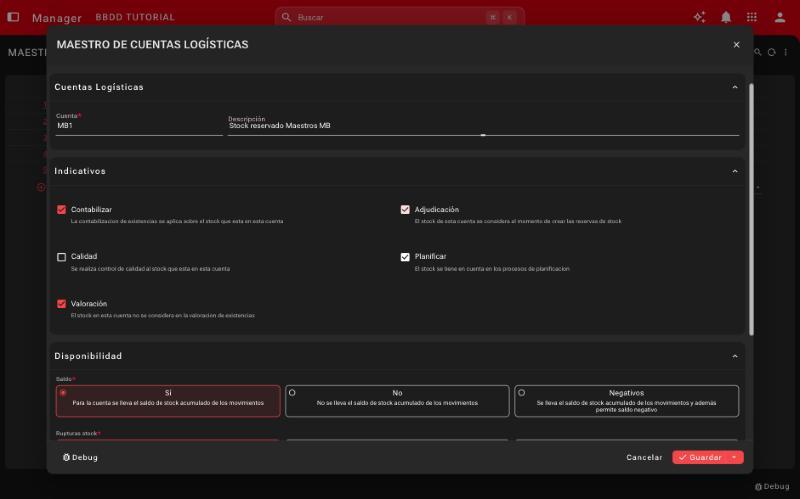 Manager BBDD TUTORIAL Buscar ⌘ K
MAEST
MAESTRO DE CUENTAS LOGÍSTICAS
Cuentas Logísticas
Cuenta* Descripción
MB1 Stock reservado Maestros MB
Indicativos
Contabilizar Adjudicación
La contabilizacion de existencias se aplica sobre el stock que esta en esta cuenta El stock de esta cuenta se considera al momento de crear las reservas de stock
Calidad Planificar
Se realiza control de calidad al stock que esta en esta cuenta El stock se tiene en cuenta en los procesos de planificacion
Valoración
El stock en esta cuenta no se considera en la valoración de existencias
Disponibilidad
Saldo*
Sí No Negativos
Para la cuenta se lleva el saldo de stock acumulado de los movimientos No se lleva el saldo de stock acumulado de los movimientos Se lleva el saldo de stock acumulado de los movimientos y además
permite saldo negativo
Rupturas stock*
Debug Cancelar Guardar
Debug